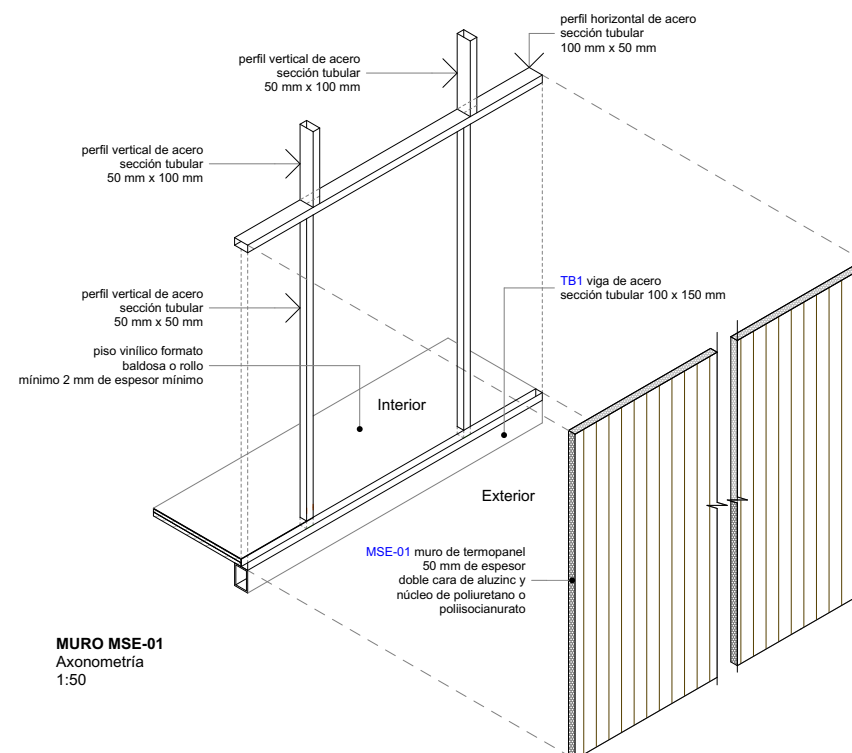 perfil horizontal de acero
sección tubular
100 mm x 50 mm
perfil vertical de acero
sección tubular
50 mm x 100 mm
perfil vertical de acero
sección tubular
50 mm x 100 mm
perfil vertical de acero
sección tubular
50 mm x 50 mm
TB1 viga de acero
sección tubular 100 x 150 mm
piso vinílico formato
baldosa o rollo
mínimo 2 mm de espesor mínimo
Interior
Exterior
MSE-01 muro de termopanel
50 mm de espesor
doble cara de aluzinc y
núcleo de poliuretano o
poliisocianurato
MURO MSE-01
Axonometría
1:50